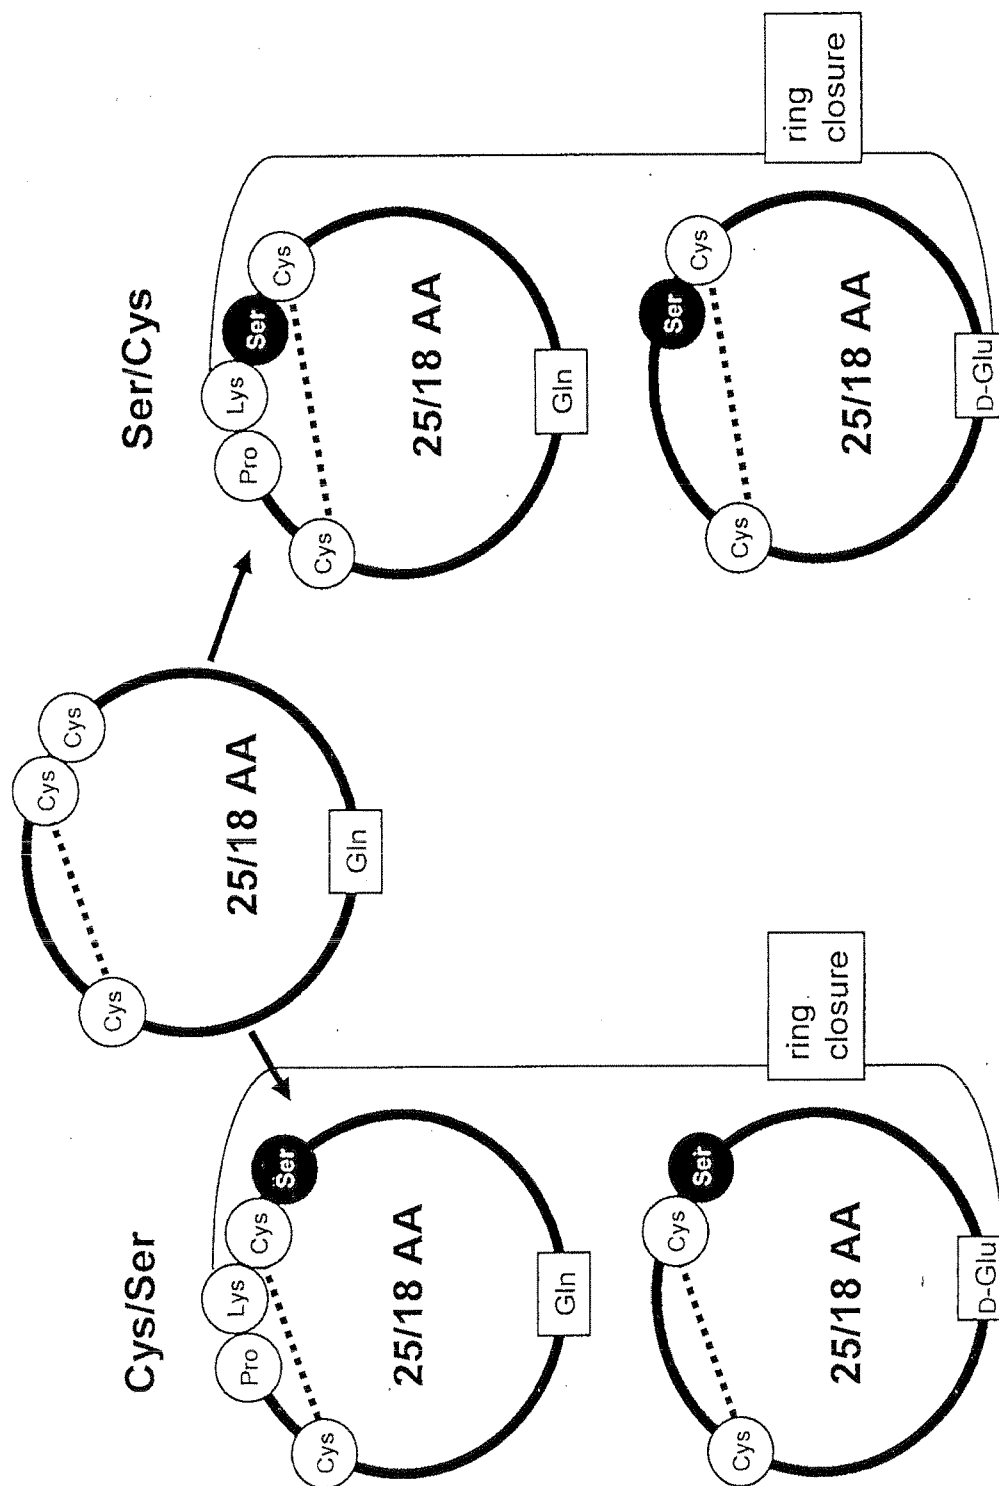 Cys
Cys
Cys
25/18 AA
Gln
Cys/Ser
Pro
Lys
Cys
Ser
Cys
25/18 AA
Gln
ring
closure
Cys
Ser
Cys
25/18 AA
D-Glu
Ser/Cys
Pro
Lys
Ser
Cys
Cys
25/18 AA
Gln
ring
closure
Ser
Cys
Cys
25/18 AA
D-Glu